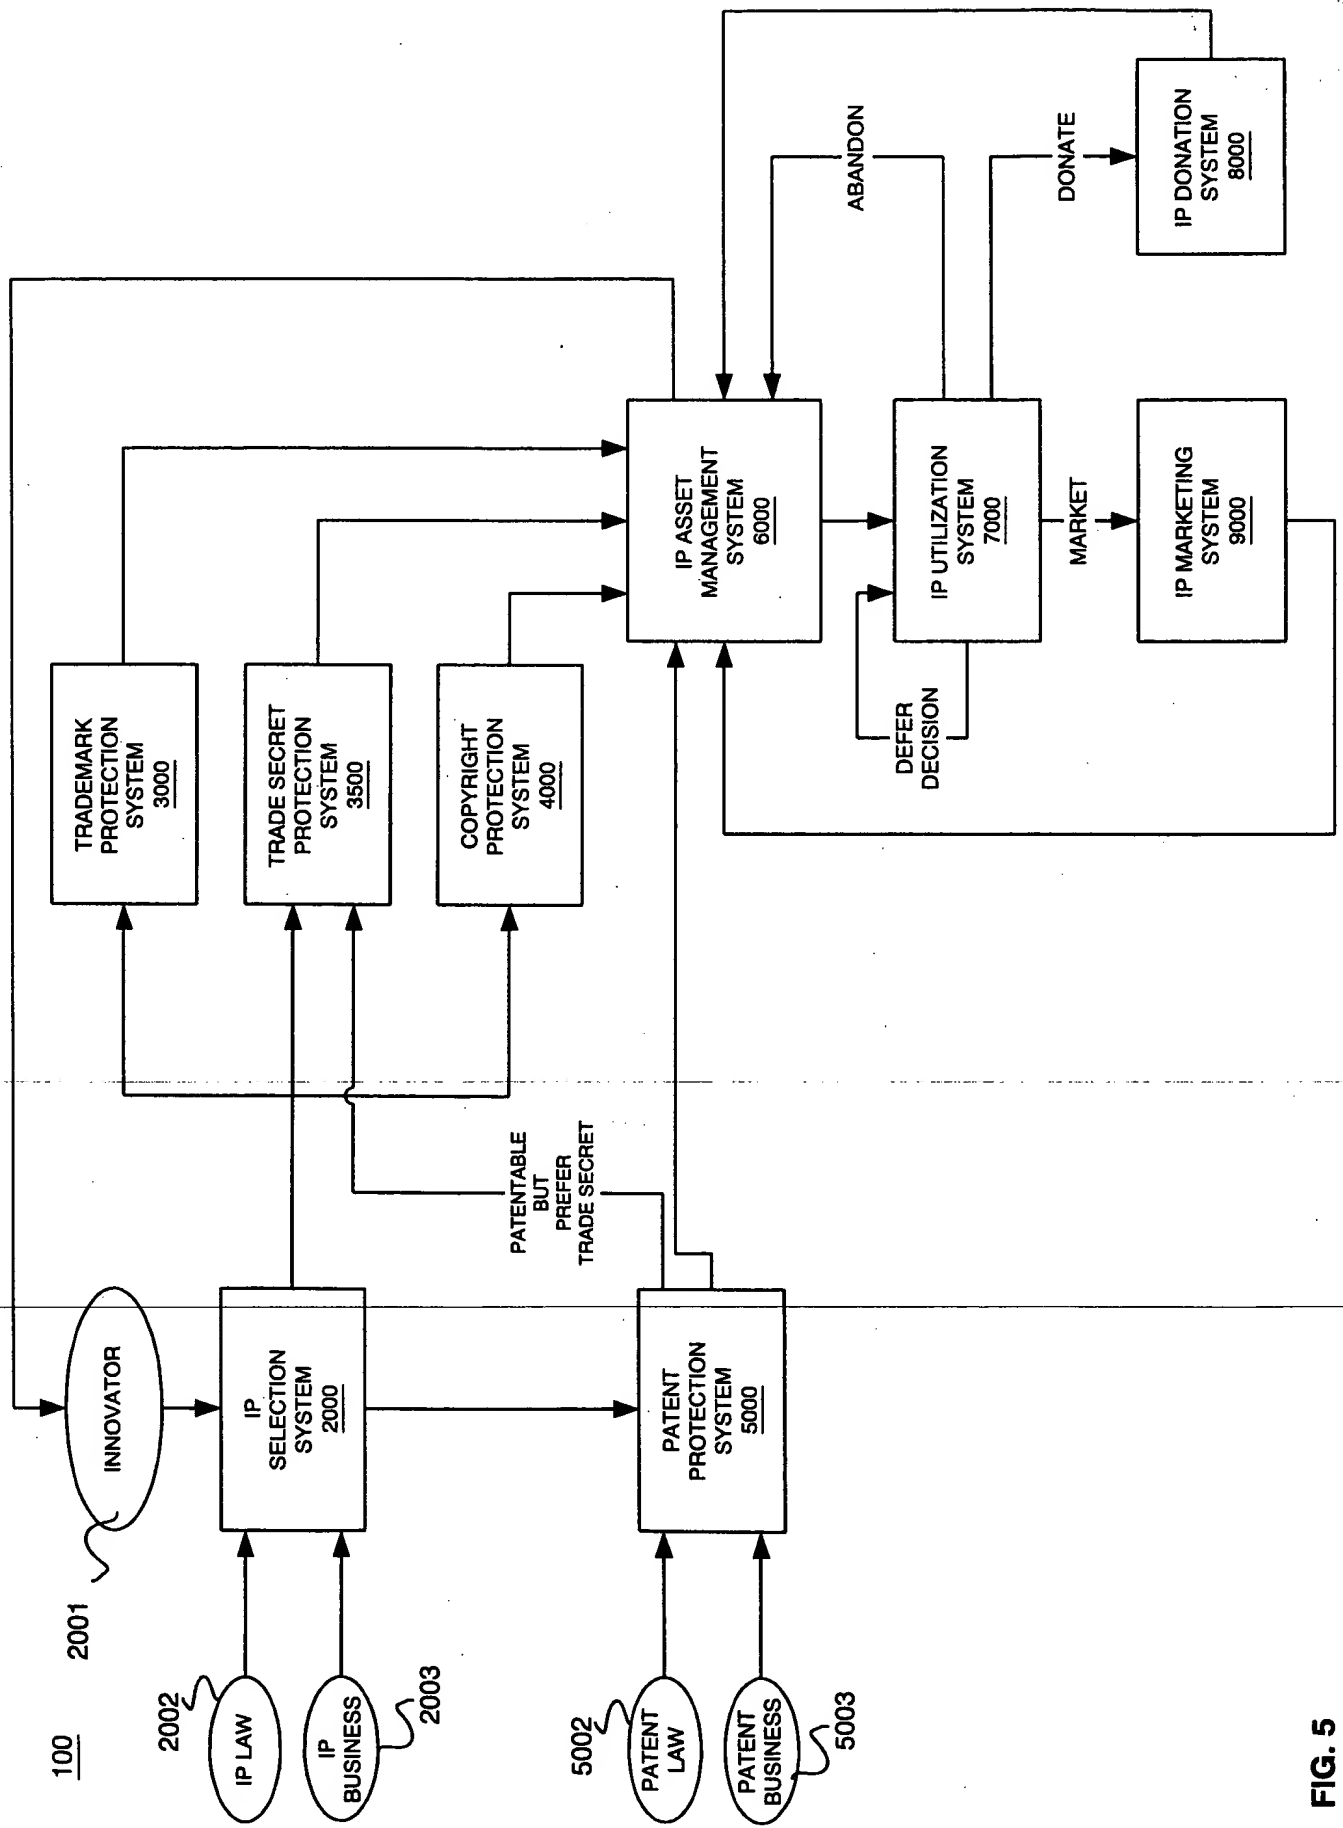 100
2001
INNOVATOR
2002
IP LAW
IP
BUSINESS
2003
IP
SELECTION
SYSTEM
2000
TRADEMARK
PROTECTION
SYSTEM
3000
TRADE SECRET
PROTECTION
SYSTEM
3500
COPYRIGHT
PROTECTION
SYSTEM
4000
PATENTABLE
BUT
PREFER
TRADE SECRET
5002
PATENT
LAW
PATENT
BUSINESS
5003
PATENT
PROTECTION
SYSTEM
5000
IP ASSET
MANAGEMENT
SYSTEM
6000
ABANDON
DEFER
DECISION
IP UTILIZATION
SYSTEM
7000
DONATE
MARKET
IP MARKETING
SYSTEM
9000
IP DONATION
SYSTEM
8000
FIG. 5